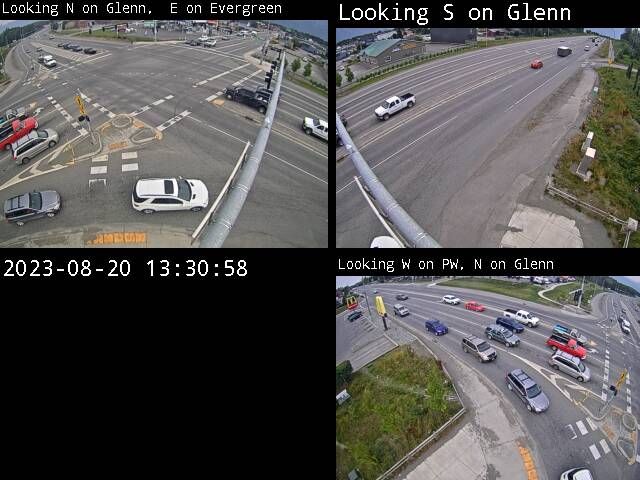 Looking N on Glenn, E on Evergreen
Looking S on Glenn
2023-08-20 13:30:58
Looking W on PW, N on Glenn